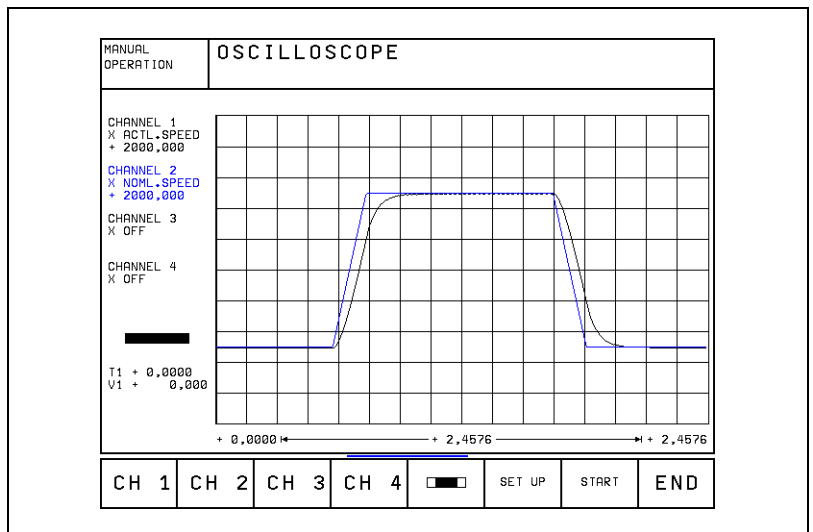 MANUAL
OPERATION
OSCILLOSCOPE
CHANNEL 1
X ACTL.SPEED
+ 2000,000
CHANNEL 2
X NOML.SPEED
+ 2000,000
CHANNEL 3
X OFF
CHANNEL 4
X OFF
T1 + 0,0000
V1 + 0,000
+ 0,0000 + 2,4576 + 2,4576
CH 1 CH 2 CH 3 CH 4 SET UP START END